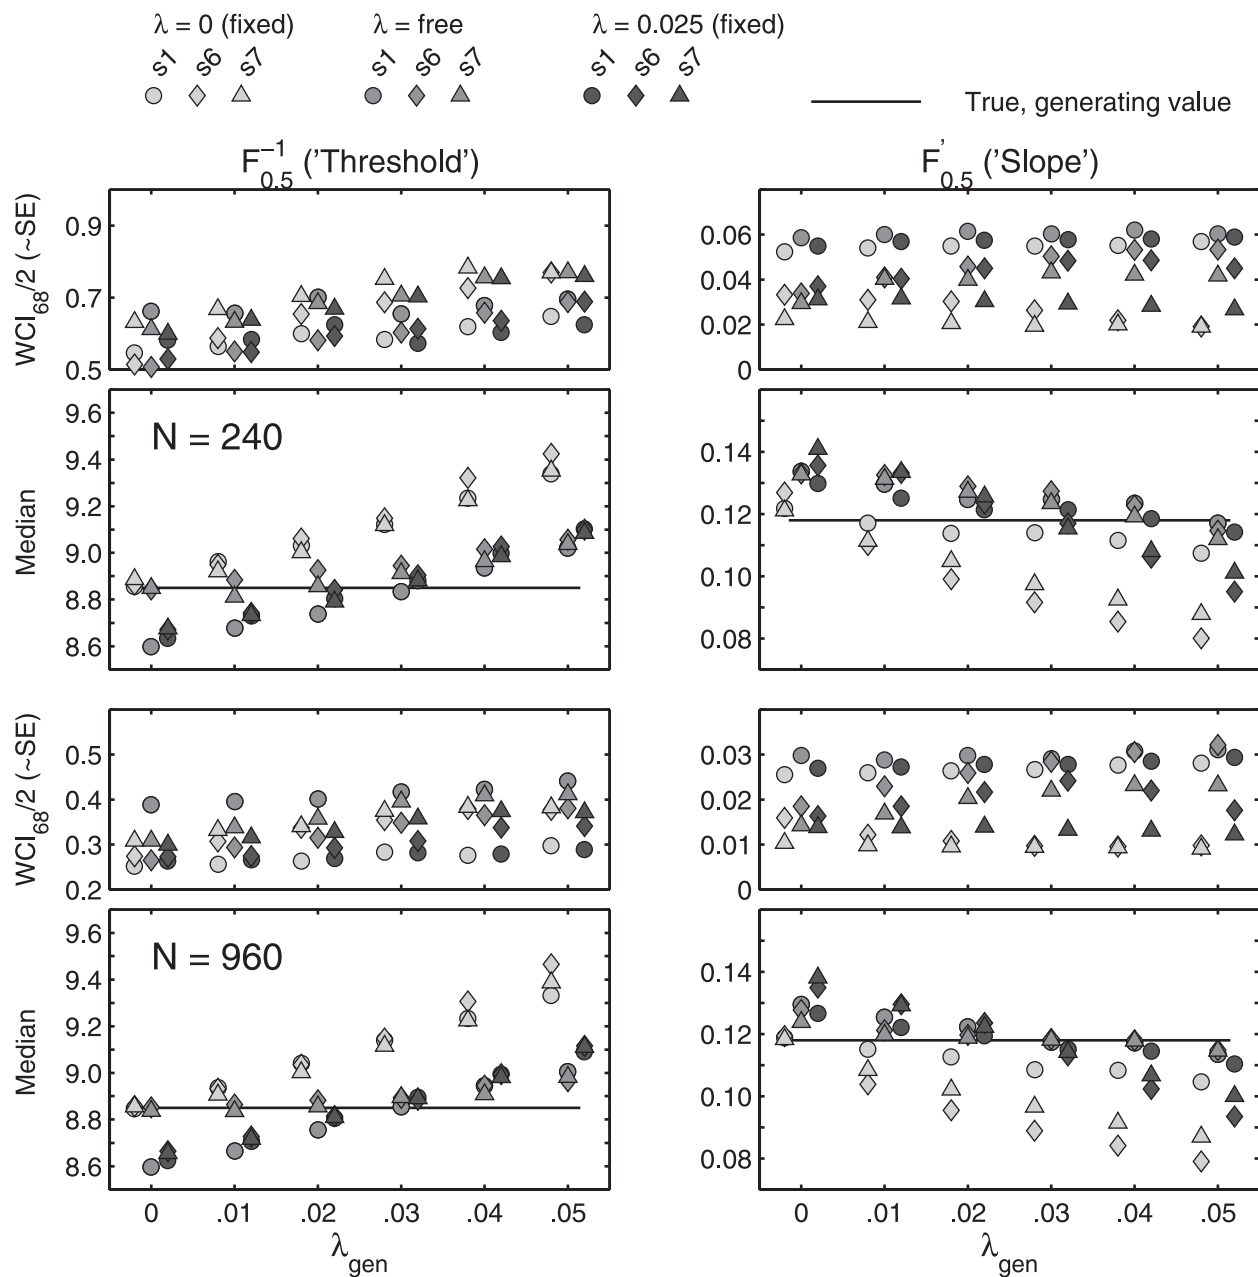 λ = 0 (fixed) λ = free λ = 0.025 (fixed)
s1 s6 s7 s1 s6 s7 s1 s6 s7
True, generating value
F⁻¹₀.₅ ('Threshold') F'₀.₅ ('Slope')
WCI₆₈/2 (~SE)
0.9
0.7
0.5
0.06
0.04
0.02
0
Median
N = 240
9.6
9.4
9.2
9.0
8.8
8.6
0.14
0.12
0.10
0.08
WCI₆₈/2 (~SE)
0.5
0.4
0.3
0.2
0.03
0.02
0.01
0
Median
N = 960
9.6
9.4
9.2
9.0
8.8
8.6
0.14
0.12
0.10
0.08
0 .01 .02 .03 .04 .05
0 .01 .02 .03 .04 .05
λgen λgen